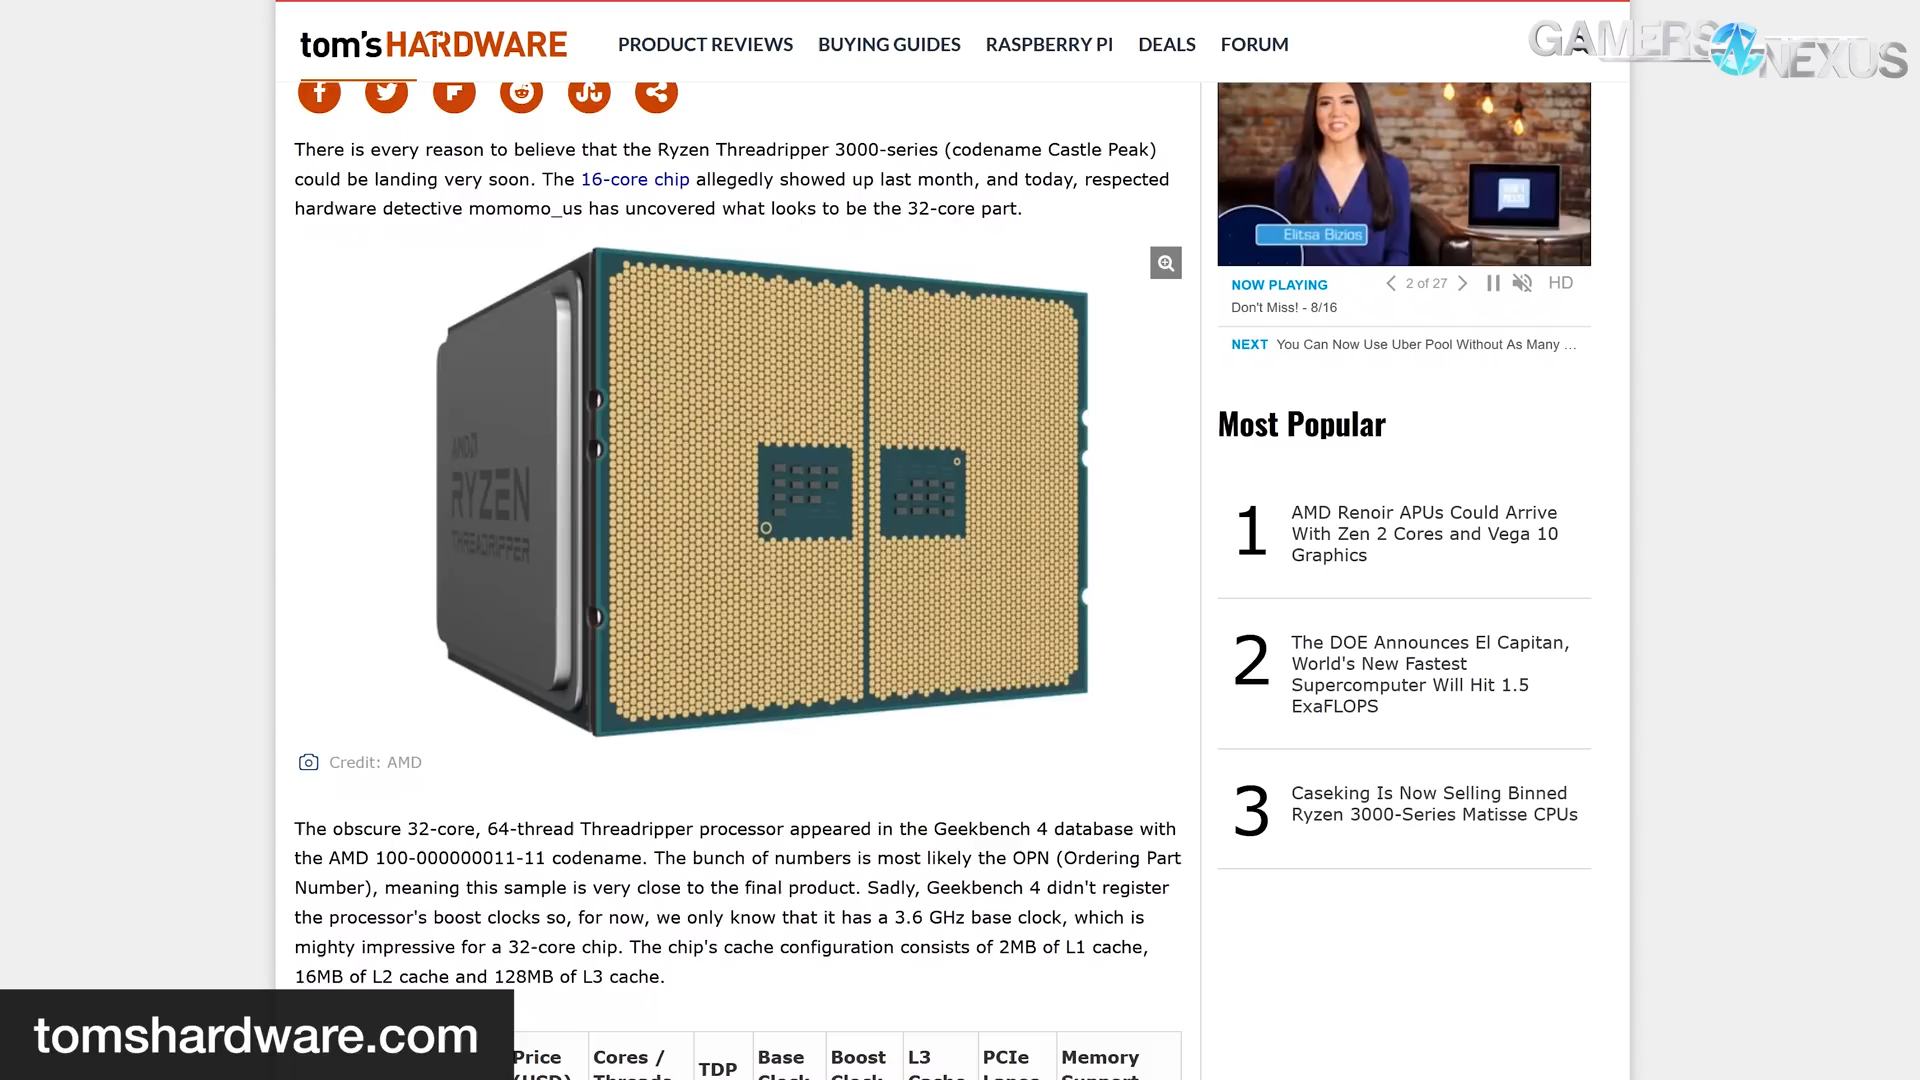 tom's HARDWARE
PRODUCT REVIEWS BUYING GUIDES RASPBERRY PI DEALS FORUM
GAMERS NEXUS
There is every reason to believe that the Ryzen Threadripper 3000-series (codename Castle Peak)
could be landing very soon. The 16-core chip allegedly showed up last month, and today, respected
hardware detective momomo_us has uncovered what looks to be the 32-core part.
AMD
RYZEN
THREADRIPPER
Credit: AMD
The obscure 32-core, 64-thread Threadripper processor appeared in the Geekbench 4 database with
the AMD 100-000000011-11 codename. The bunch of numbers is most likely the OPN (Ordering Part
Number), meaning this sample is very close to the final product. Sadly, Geekbench 4 didn't register
the processor's boost clocks so, for now, we only know that it has a 3.6 GHz base clock, which is
mighty impressive for a 32-core chip. The chip's cache configuration consists of 2MB of L1 cache,
16MB of L2 cache and 128MB of L3 cache.
Price Cores / TDP Base Boost L3 PCIe Memory
(USD) Threads Clock Clock Cache Lanes Support
tomshardware.com
Elitsa Bizios
NOW PLAYING
2 of 27
HD
Don't Miss! - 8/16
NEXT You Can Now Use Uber Pool Without As Many ...
Most Popular
1
AMD Renoir APUs Could Arrive
With Zen 2 Cores and Vega 10
Graphics
2
The DOE Announces El Capitan,
World's New Fastest
Supercomputer Will Hit 1.5
ExaFLOPS
3
Caseking Is Now Selling Binned
Ryzen 3000-Series Matisse CPUs